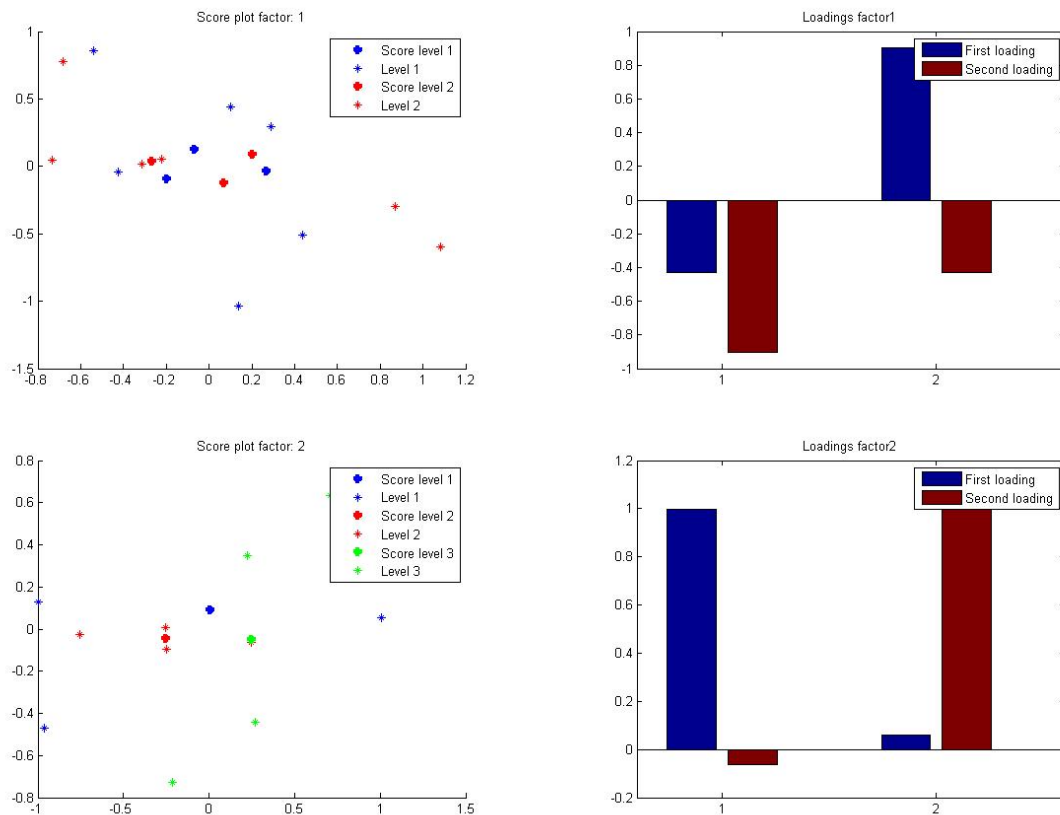 Score plot factor: 1
1
0.5
0
-0.5
-1
-1.5
-0.8 -0.6 -0.4 -0.2 0 0.2 0.4 0.6 0.8 1 1.2
Score level 1
Level 1
Score level 2
Level 2
Loadings factor1
1
0.8
0.6
0.4
0.2
0
-0.2
-0.4
-0.6
-0.8
-1
1 2
First loading
Second loading
Score plot factor: 2
0.8
0.6
0.4
0.2
0
-0.2
-0.4
-0.6
-0.8
-1 -0.5 0 0.5 1 1.5
Score level 1
Level 1
Score level 2
Level 2
Score level 3
Level 3
Loadings factor2
1.2
1
0.8
0.6
0.4
0.2
0
-0.2
1 2
First loading
Second loading